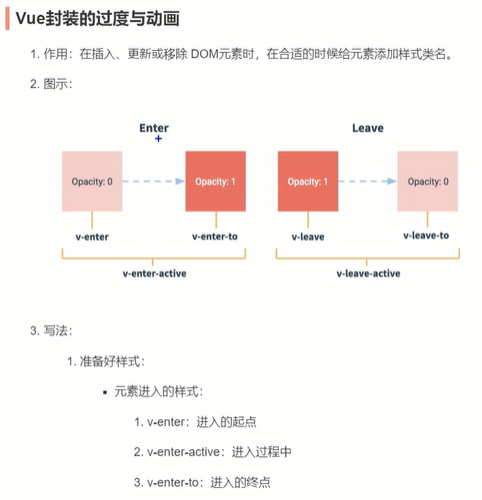 Vue封装的过度与动画
1. 作用：在插入、更新或移除 DOM元素时，在合适的时候给元素添加样式类名。
2. 图示：
Enter Leave
Opacity: 0 Opacity: 1 Opacity: 1 Opacity: 0
v-enter v-enter-to v-leave v-leave-to
v-enter-active v-leave-active
3. 写法：
1. 准备好样式：
▪ 元素进入的样式：
1. v-enter：进入的起点
2. v-enter-active：进入过程中
3. v-enter-to：进入的终点